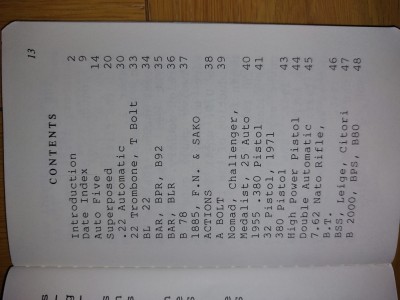 13
CONTENTS
Introduction 2
Date Index 9
Auto Five 14
Superposed 20
.22 Automatic 30
22 Trombone, T Bolt 33
BL 22 34
BAR, BPR, B92 35
BAR, BLR 36
B 78 37
1885, F.N. & SAKO
ACTIONS 38
A BOLT 39
Nomad, Challenger,
Medalist, 25 Auto 40
1955 .380 Pistol 41
32 Pistol, 1971
380 Pistol 43
High Power Pistol 44
Double Automatic 45
7.62 Nato Rifle,
B.T. 46
BSS, Leige, Citori 47
B 2000, BPS, B80 48